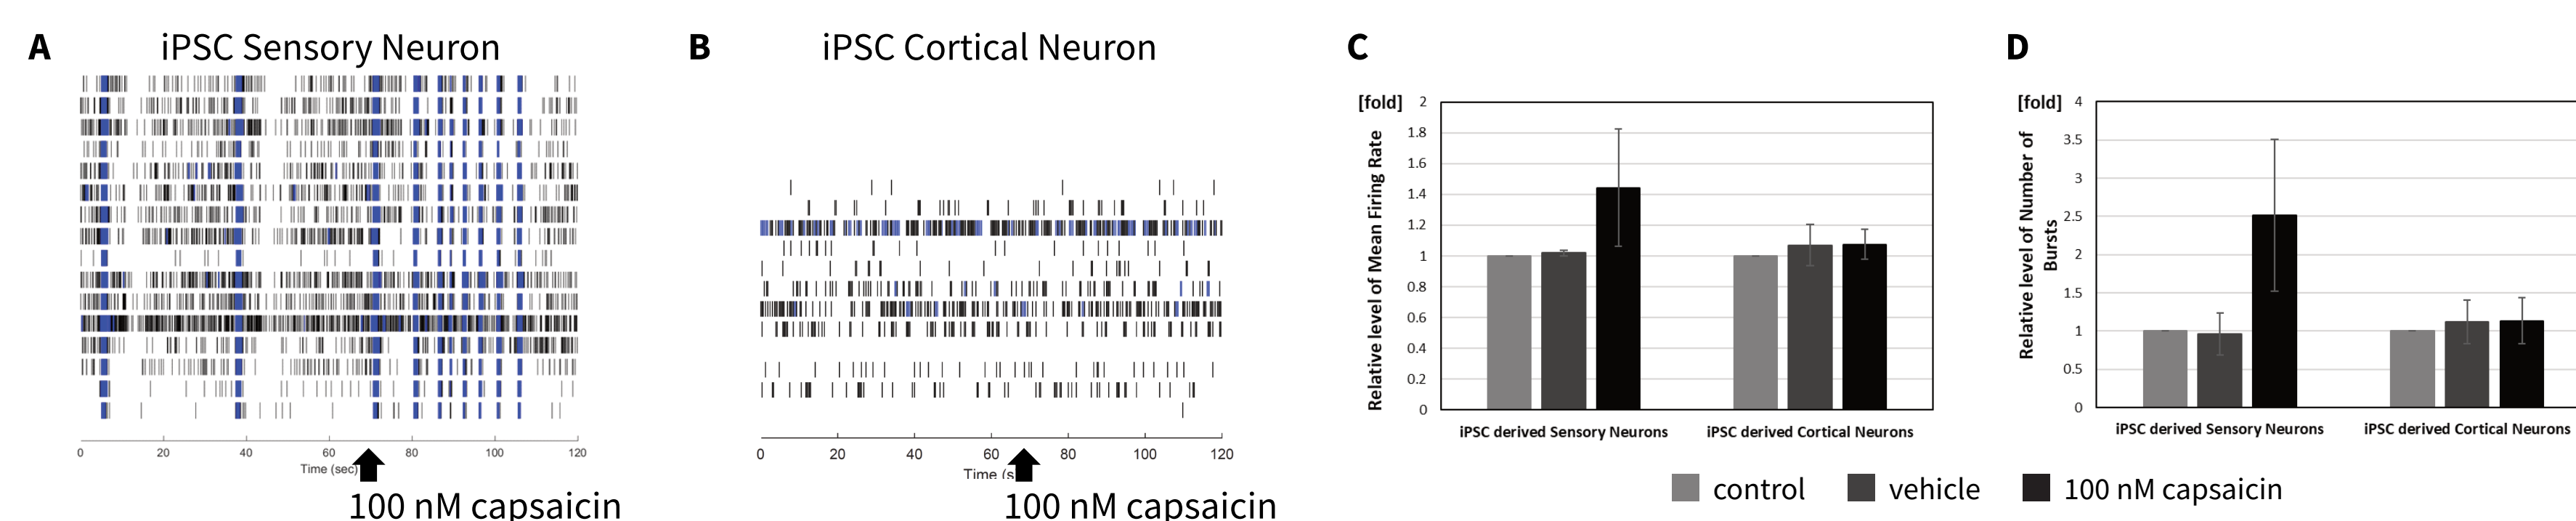 A
iPSC Sensory Neuron
0 20 40 60 80 100 120
Time (sec)
100 nM capsaicin
B
iPSC Cortical Neuron
0 20 40 60 80 100 120
Time (s
100 nM capsaicin
C
[fold]
Relative level of Mean Firing Rate
2
1.8
1.6
1.4
1.2
1
0.8
0.6
0.4
0.2
0
iPSC derived Sensory Neurons iPSC derived Cortical Neurons
D
[fold]
Relative level of Number of
Bursts
4
3.5
3
2.5
2
1.5
1
0.5
0
iPSC derived Sensory Neurons iPSC derived Cortical Neurons
control vehicle 100 nM capsaicin